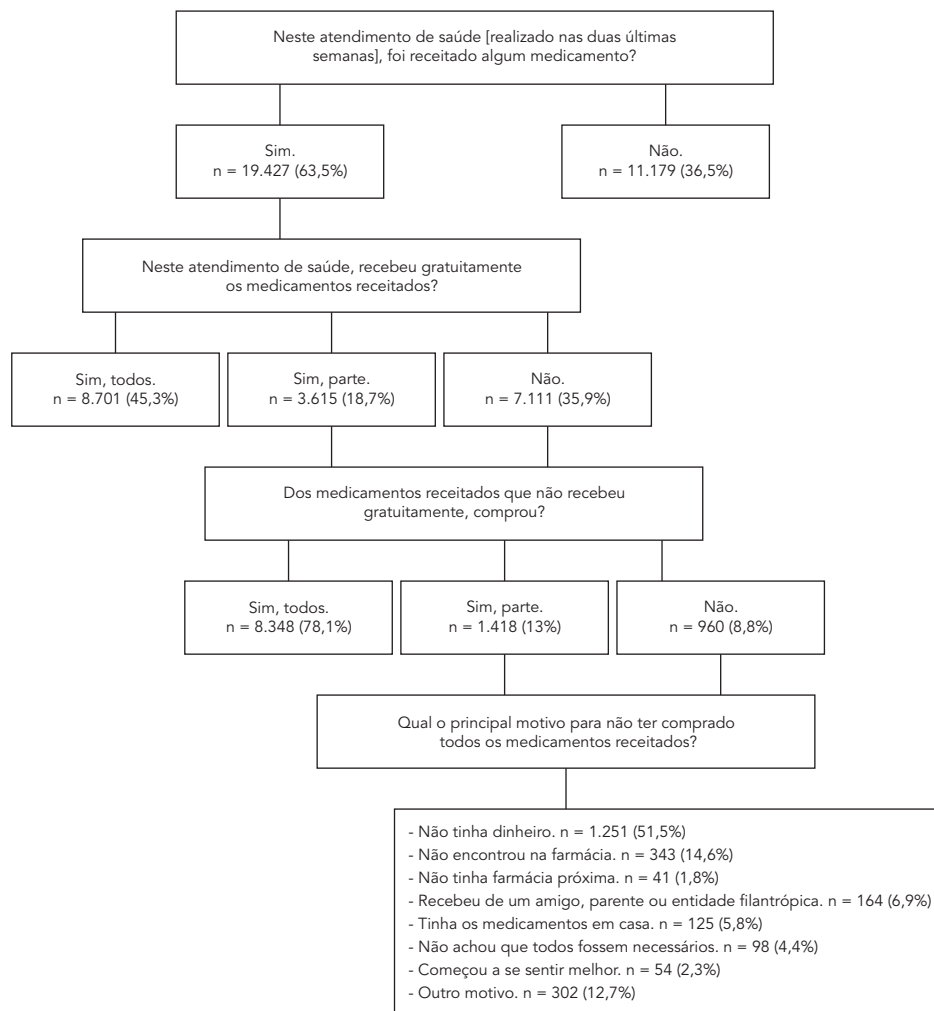 Neste atendimento de saúde [realizado nas duas últimas
semanas], foi receitado algum medicamento?
Sim.
n = 19.427 (63,5%)
Não.
n = 11.179 (36,5%)
Neste atendimento de saúde, recebeu gratuitamente
os medicamentos receitados?
Sim, todos.
n = 8.701 (45,3%)
Sim, parte.
n = 3.615 (18,7%)
Não.
n = 7.111 (35,9%)
Dos medicamentos receitados que não recebeu
gratuitamente, comprou?
Sim, todos.
n = 8.348 (78,1%)
Sim, parte.
n = 1.418 (13%)
Não.
n = 960 (8,8%)
Qual o principal motivo para não ter comprado
todos os medicamentos receitados?
- Não tinha dinheiro. n = 1.251 (51,5%)
- Não encontrou na farmácia. n = 343 (14,6%)
- Não tinha farmácia próxima. n = 41 (1,8%)
- Recebeu de um amigo, parente ou entidade filantrópica. n = 164 (6,9%)
- Tinha os medicamentos em casa. n = 125 (5,8%)
- Não achou que todos fossem necessários. n = 98 (4,4%)
- Começou a se sentir melhor. n = 54 (2,3%)
- Outro motivo. n = 302 (12,7%)